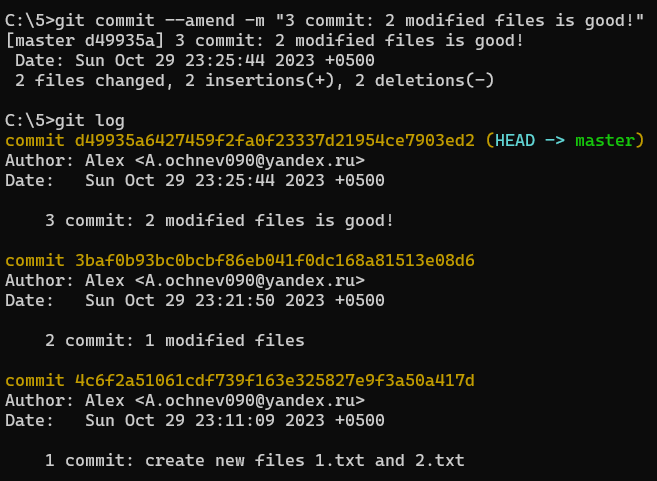 C:\5>git commit --amend -m "3 commit: 2 modified files is good!"
[master d49935a] 3 commit: 2 modified files is good!
 Date: Sun Oct 29 23:25:44 2023 +0500
 2 files changed, 2 insertions(+), 2 deletions(-)
C:\5>git log
commit d49935a6427459f2fa0f23337d21954ce7903ed2 (HEAD -> master)
Author: Alex <A.ochnev090@yandex.ru>
Date:   Sun Oct 29 23:25:44 2023 +0500
    3 commit: 2 modified files is good!
commit 3baf0b93bc0bcbf86eb041f0dc168a81513e08d6
Author: Alex <A.ochnev090@yandex.ru>
Date:   Sun Oct 29 23:21:50 2023 +0500
    2 commit: 1 modified files
commit 4c6f2a51061cdf739f163e325827e9f3a50a417d
Author: Alex <A.ochnev090@yandex.ru>
Date:   Sun Oct 29 23:11:09 2023 +0500
    1 commit: create new files 1.txt and 2.txt